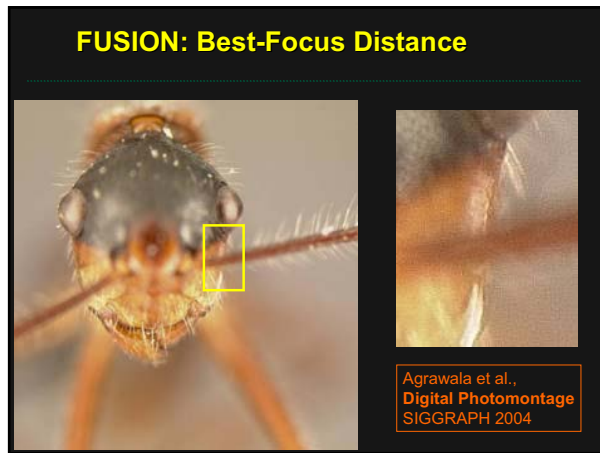 FUSION: Best-Focus Distance
Agrawala et al.,
Digital Photomontage
SIGGRAPH 2004